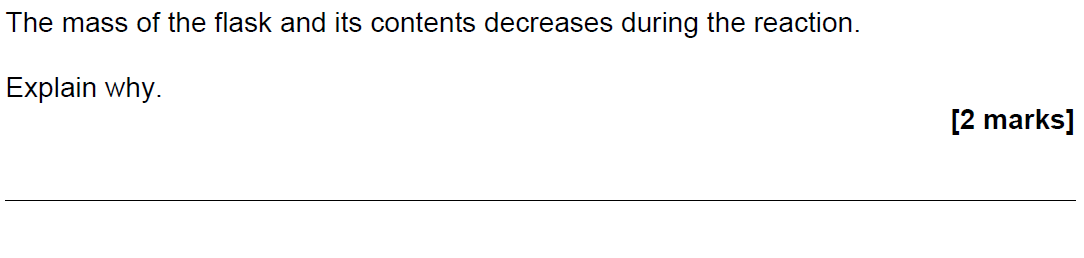 The mass of the flask and its contents decreases during the reaction.
Explain why.
[2 marks]